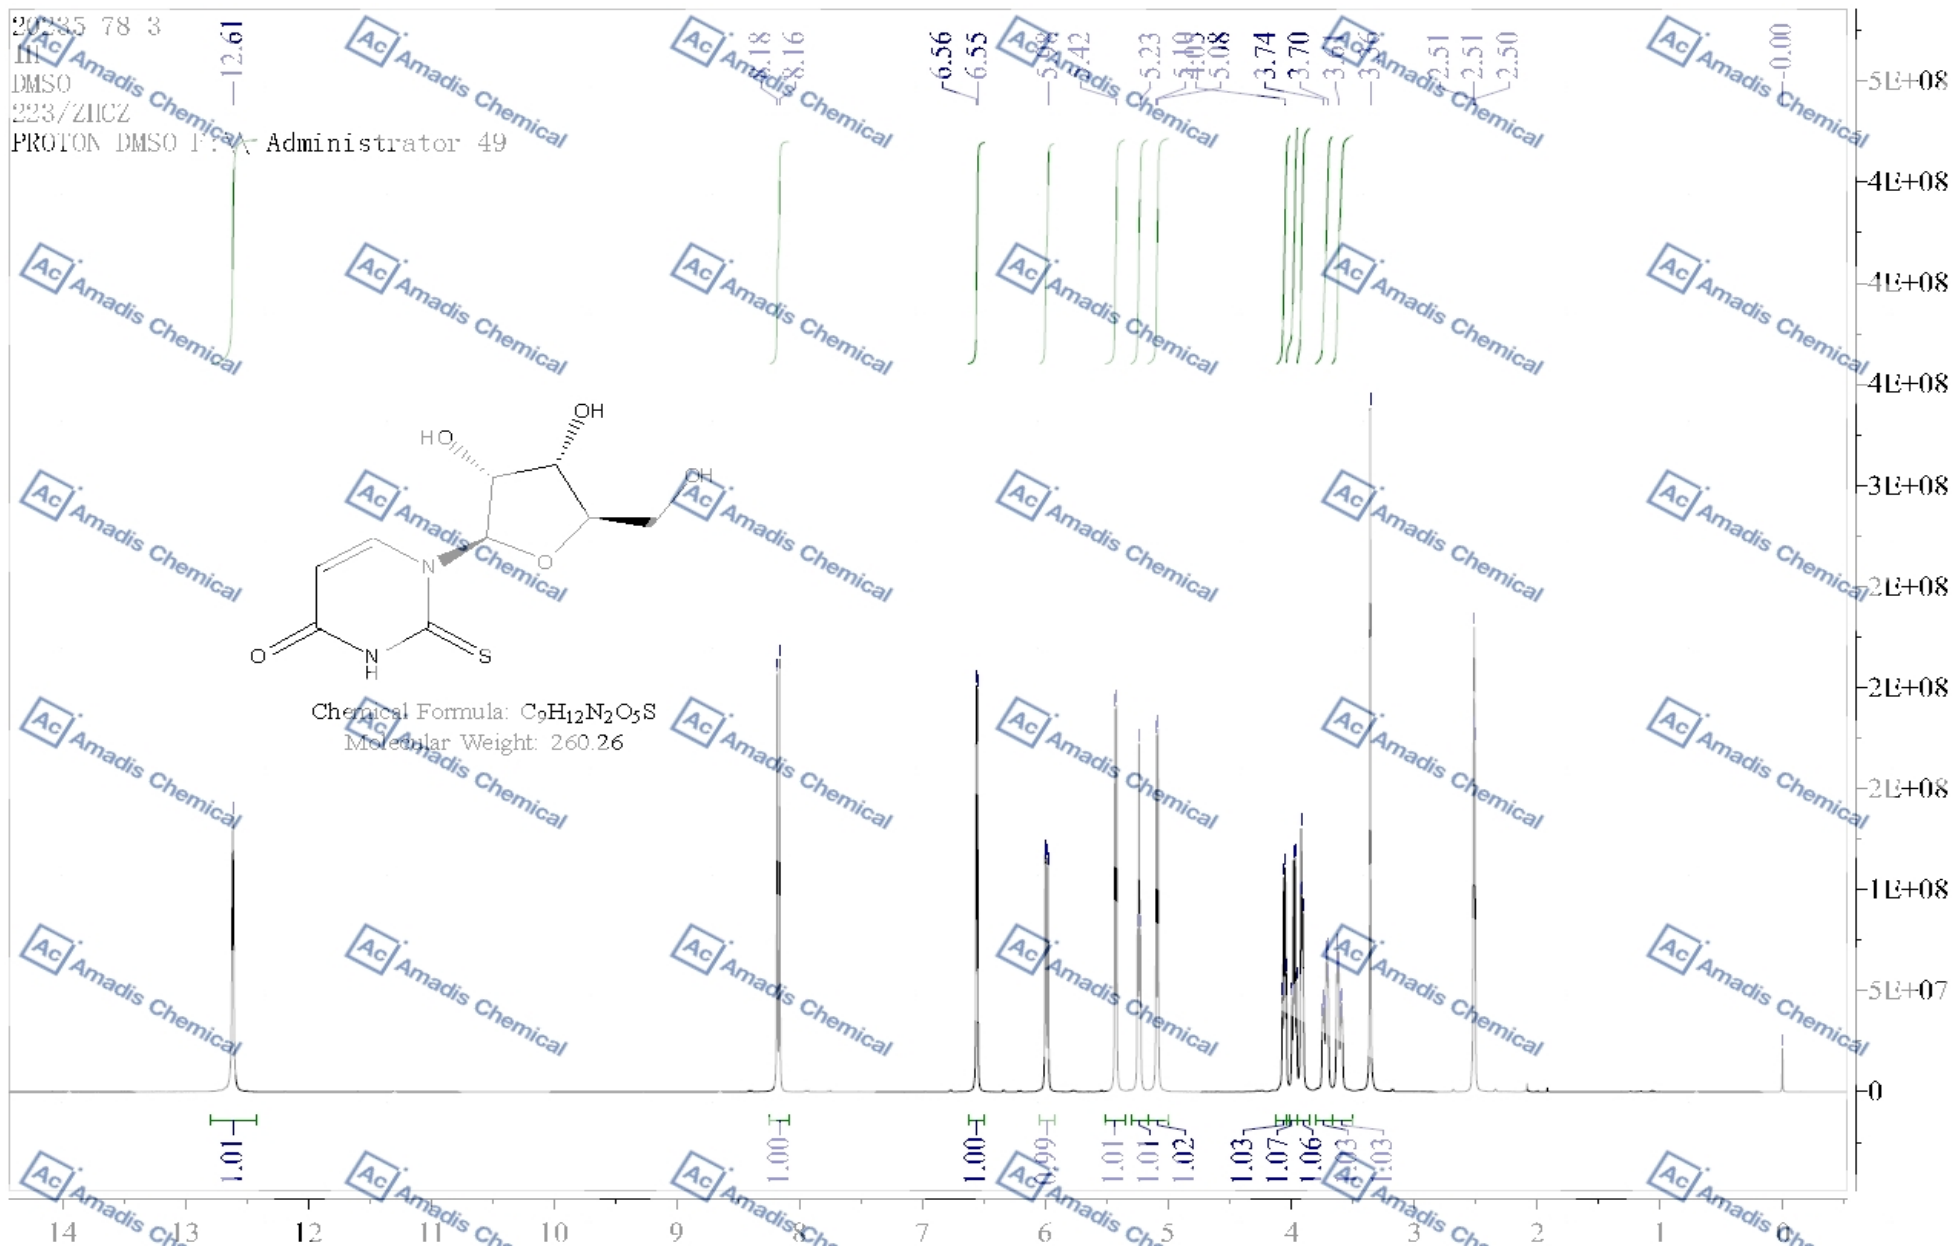 20235 78 3
1H
DMSO
223/ZHCZ
PROTON DMSO F:\ Administrator 49
12.61
8.18
8.16
6.56
6.55
5.42
5.23
5.08
3.74
3.70
2.51
2.51
2.50
-0.00
5E+08
4E+08
4E+08
4E+08
3E+08
2E+08
2E+08
2E+08
1E+08
5E+07
0
OH
HO
OH
N
O
O
N
H
S
Chemical Formula: C₉H₁₂N₂O₅S
Molecular Weight: 260.26
1.01
1.00
1.00
0.99
1.01
1.01
1.02
1.03
1.07
1.06
1.03
1.03
14 13 12 11 10 9 8 7 6 5 4 3 2 1 0
Ac Amadis Chemical